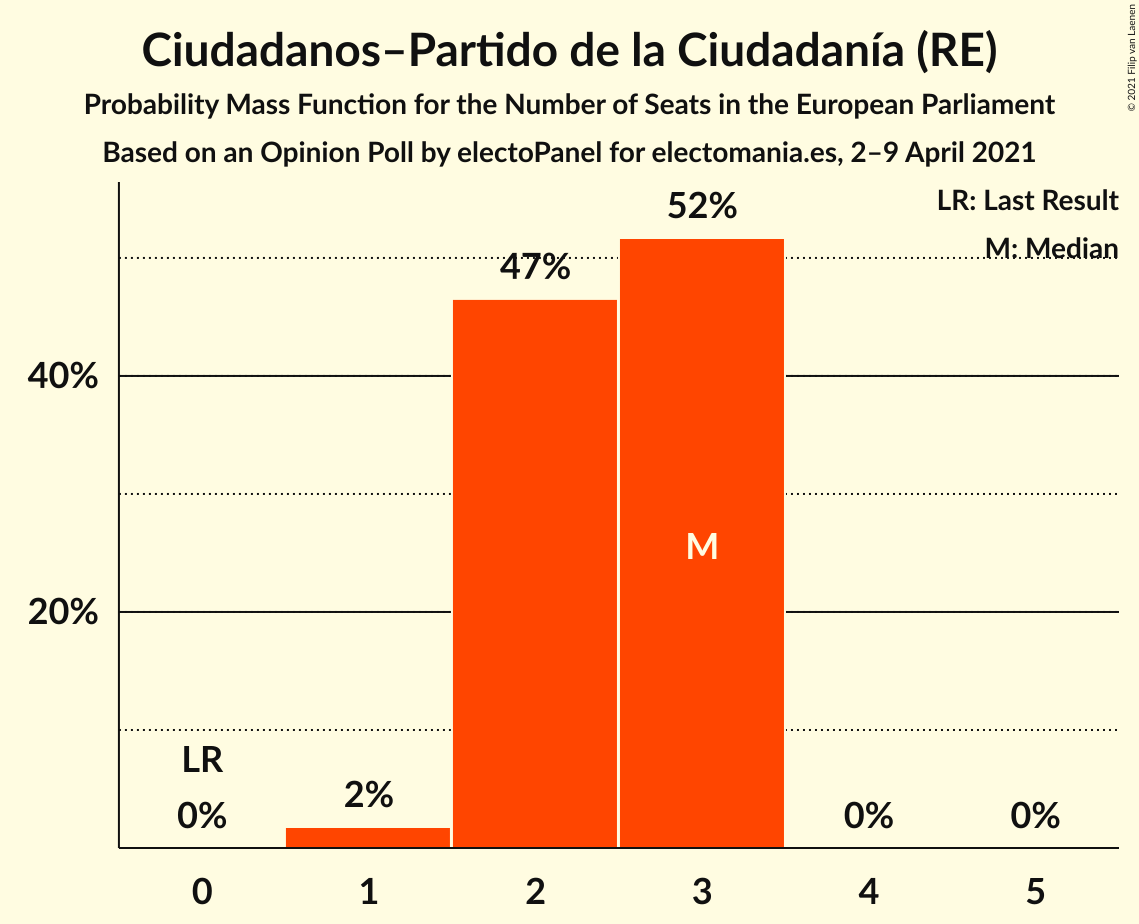 Ciudadanos–Partido de la Ciudadanía (RE)
Probability Mass Function for the Number of Seats in the European Parliament
Based on an Opinion Poll by electoPanel for electomania.es, 2–9 April 2021
© 2021 Filip van Laenen
LR: Last Result
M: Median
52%
47%
40%
M
20%
LR
0%
2%
0%
0%
0 1 2 3 4 5